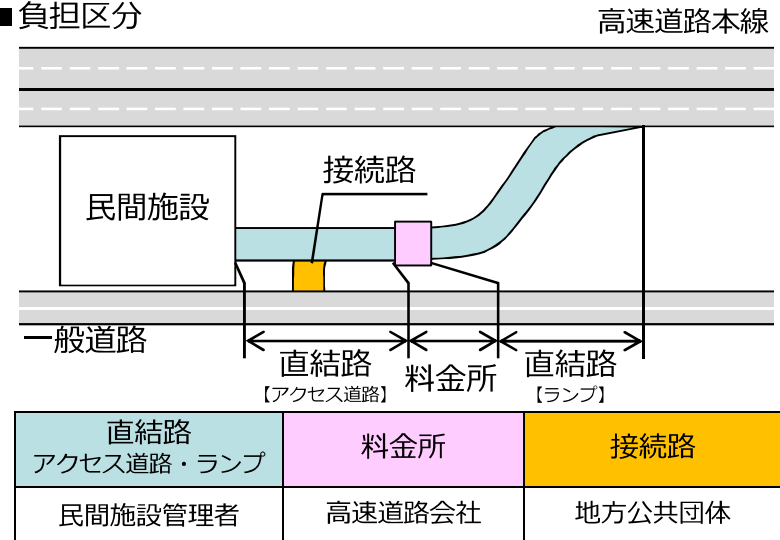 ■負担区分
高速道路本線
接続路
民間施設
一般道路
直結路
【アクセス道路】
料金所
直結路
【ランプ】
直結路
アクセス道路・ランプ
料金所
接続路
民間施設管理者
高速道路会社
地方公共団体